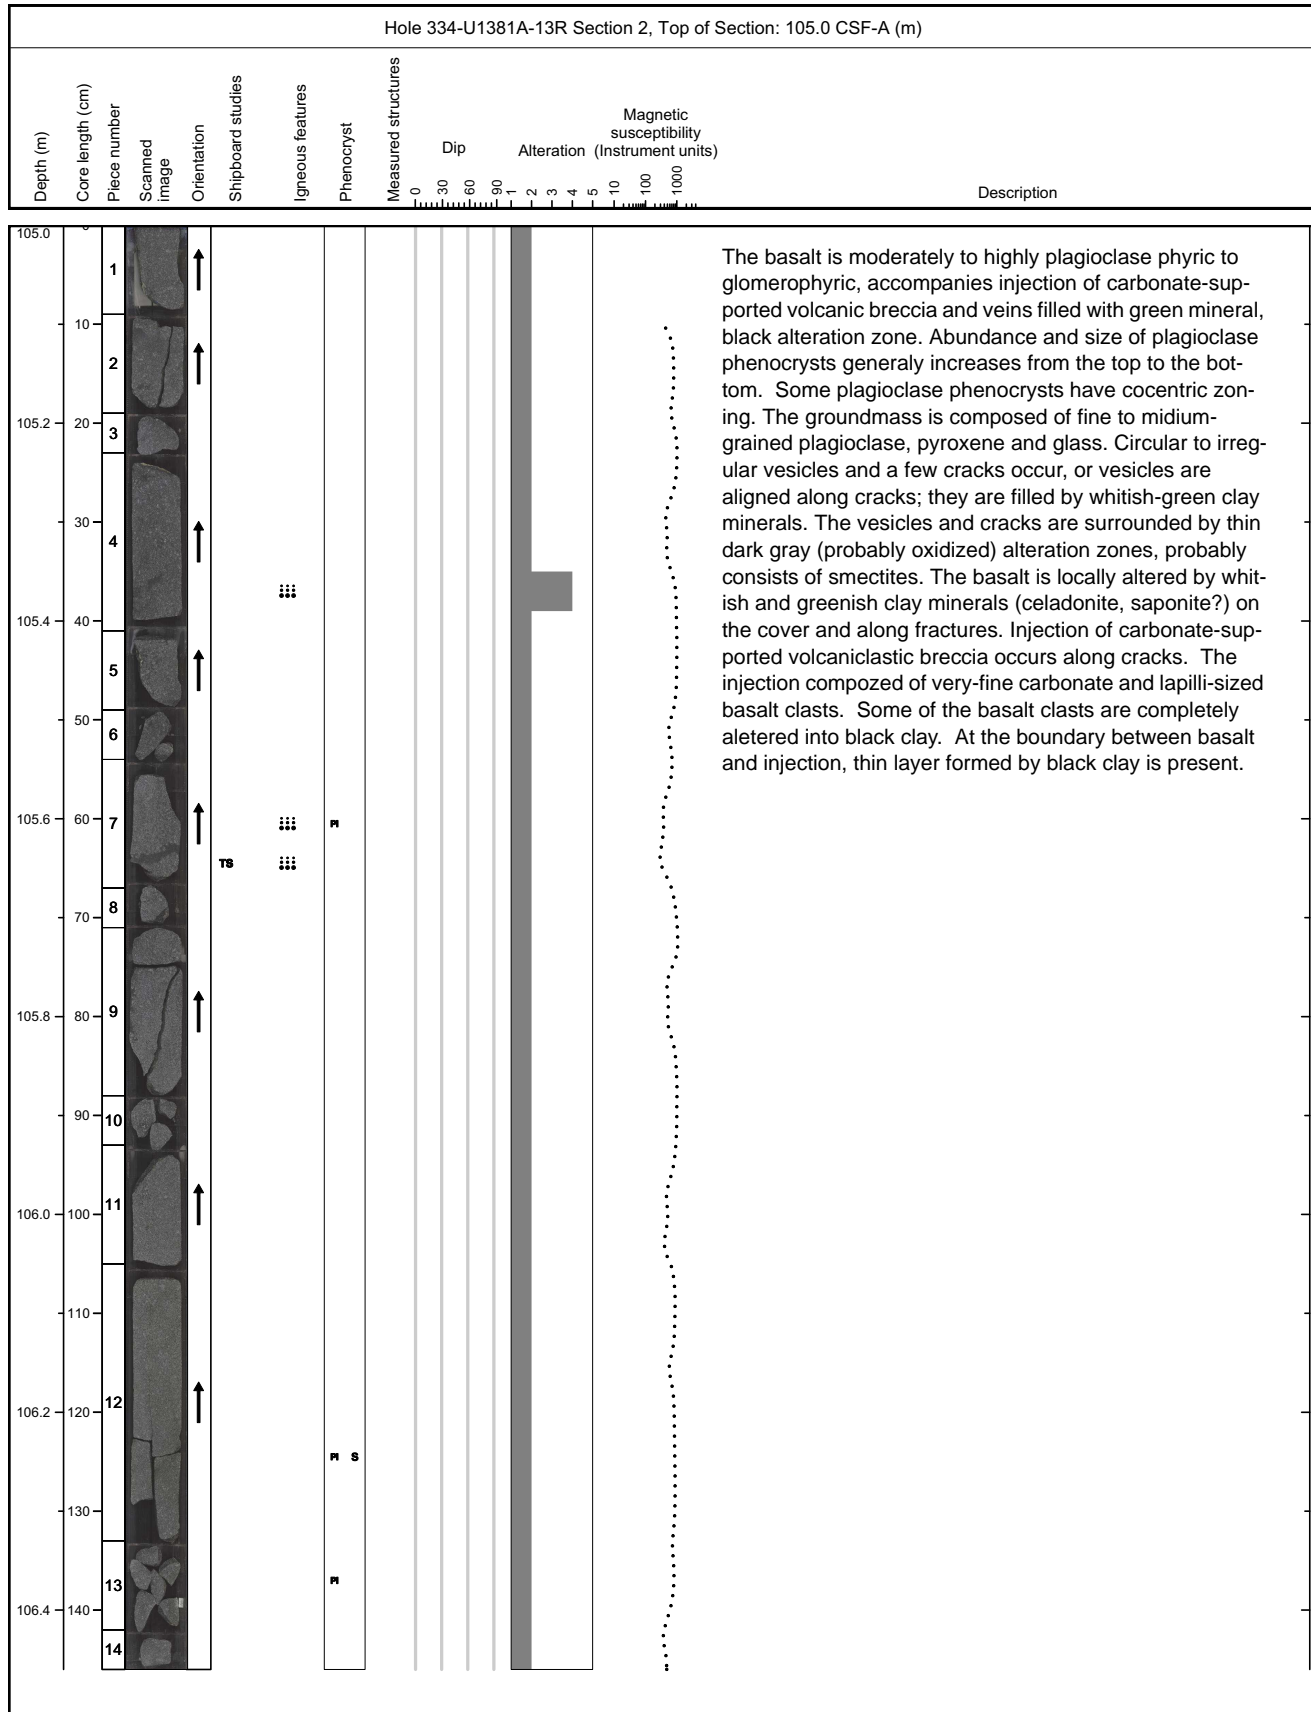 Hole 334-U1381A-13R Section 2, Top of Section: 105.0 CSF-A (m)
Depth (m)
Core length (cm)
Piece number
Scanned
image
Orientation
Shipboard studies
Igneous features
Phenocryst
Measured structures
Dip
0 30 60 90
Alteration
1 2 3 4 5
Magnetic
susceptibility
(Instrument units)
10 100 1000
Description
The basalt is moderately to highly plagioclase phyric to
glomerophyric, accompanies injection of carbonate-sup-
ported volcanic breccia and veins filled with green mineral,
black alteration zone. Abundance and size of plagioclase
phenocrysts generaly increases from the top to the bot-
tom. Some plagioclase phenocrysts have cocentric zon-
ing. The groundmass is composed of fine to midium-
grained plagioclase, pyroxene and glass. Circular to irreg-
ular vesicles and a few cracks occur, or vesicles are
aligned along cracks; they are filled by whitish-green clay
minerals. The vesicles and cracks are surrounded by thin
dark gray (probably oxidized) alteration zones, probably
consists of smectites. The basalt is locally altered by whit-
ish and greenish clay minerals (celadonite, saponite?) on
the cover and along fractures. Injection of carbonate-sup-
ported volcaniclastic breccia occurs along cracks. The
injection compozed of very-fine carbonate and lapilli-sized
basalt clasts. Some of the basalt clasts are completely
aletered into black clay. At the boundary between basalt
and injection, thin layer formed by black clay is present.
105.0
1
10
2
105.2 20
3
30
4
105.4 40
5
50
6
105.6 60
7
PI
TS
8
70
105.8 80
9
90
10
11
106.0 100
110
12
106.2 120
PI S
130
13
PI
106.4 140
14